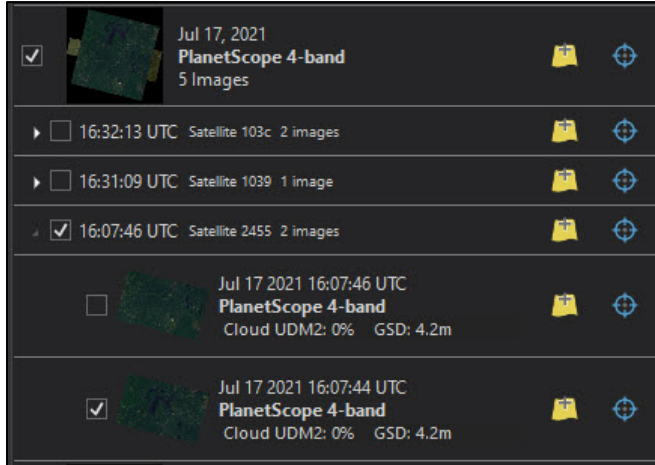 Jul 17, 2021
PlanetScope 4-band
5 Images
16:32:13 UTC Satellite 103c 2 images
16:31:09 UTC Satellite 1039 1 image
16:07:46 UTC Satellite 2455 2 images
Jul 17 2021 16:07:46 UTC
PlanetScope 4-band
Cloud UDM2: 0% GSD: 4.2m
Jul 17 2021 16:07:44 UTC
PlanetScope 4-band
Cloud UDM2: 0% GSD: 4.2m